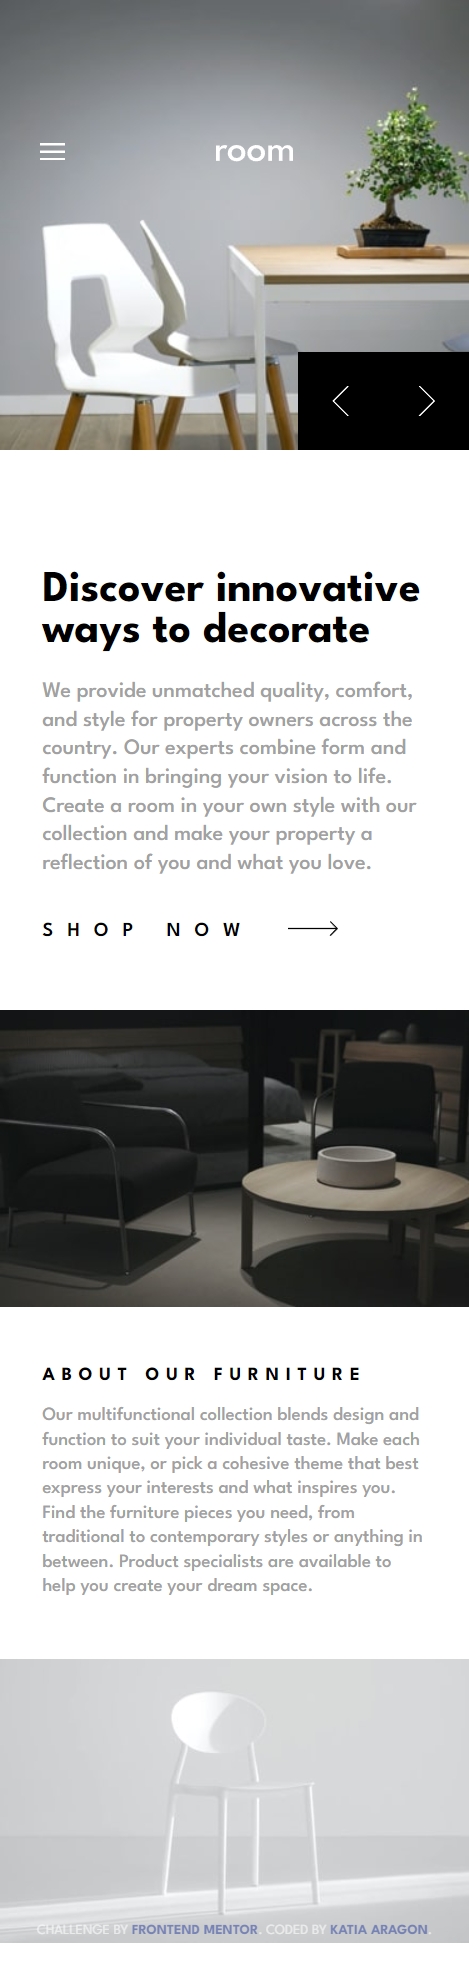 room
Discover innovative
ways to decorate
We provide unmatched quality, comfort,
and style for property owners across the
country. Our experts combine form and
function in bringing your vision to life.
Create a room in your own style with our
collection and make your property a
reflection of you and what you love.
SHOP NOW
ABOUT OUR FURNITURE
Our multifunctional collection blends design and
function to suit your individual taste. Make each
room unique, or pick a cohesive theme that best
express your interests and what inspires you.
Find the furniture pieces you need, from
traditional to contemporary styles or anything in
between. Product specialists are available to
help you create your dream space.
CHALLENGE BY FRONTEND MENTOR. CODED BY KATIA ARAGON.